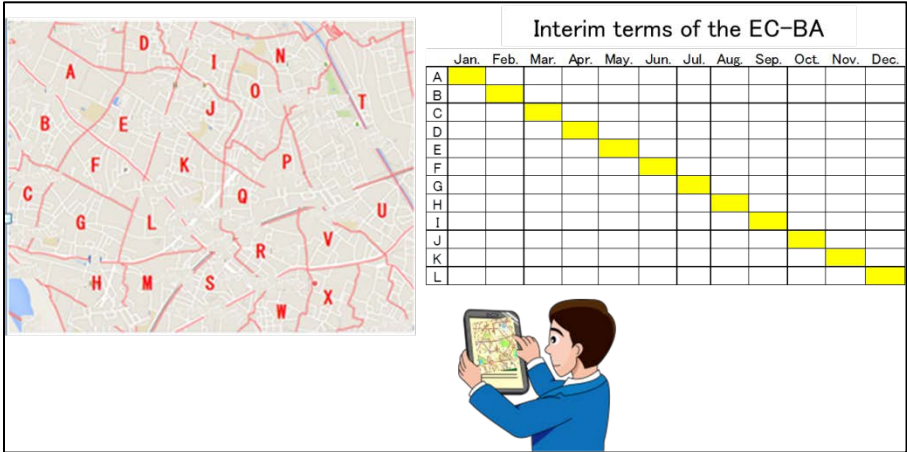 D
I
N
A
O
J
T
B
E
F
K
P
C
Q
G
L
U
V
R
H
M
S
X
W
Interim terms of the EC-BA
Jan. Feb. Mar. Apr. May. Jun. Jul. Aug. Sep. Oct. Nov. Dec.
A
B
C
D
E
F
G
H
I
J
K
L